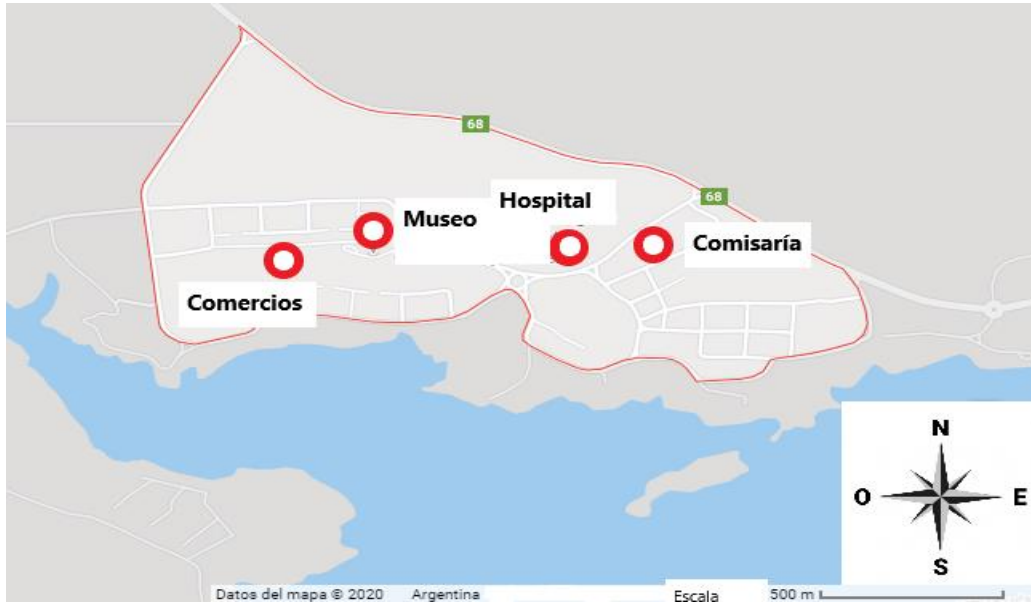 68
68
Hospital
Museo
Comisaría
Comercios
N
O
E
S
Datos del mapa © 2020 Argentina Escala 500 m